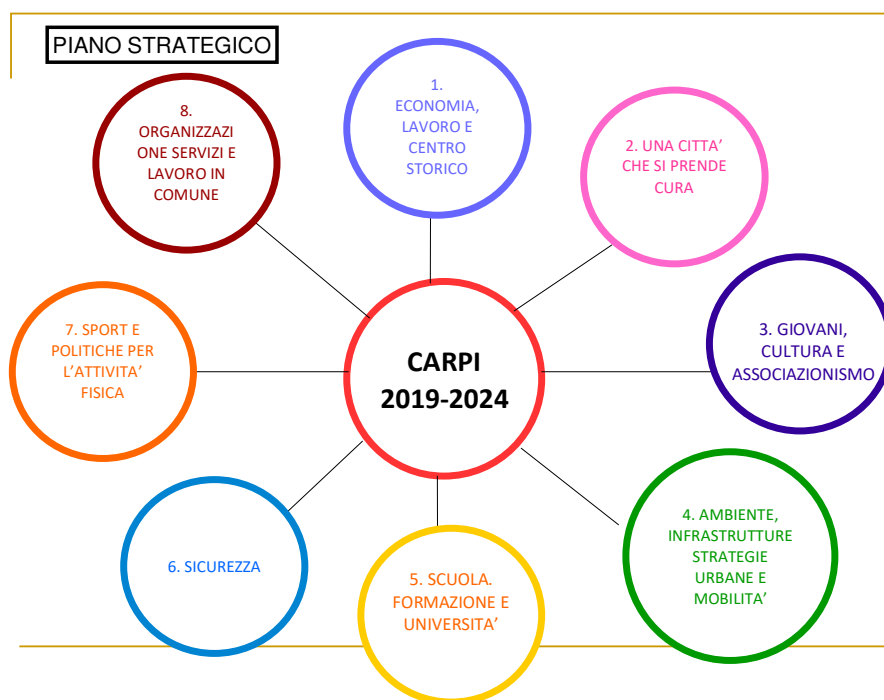 PIANO STRATEGICO
1.
ECONOMIA,
LAVORO E
CENTRO
STORICO
2. UNA CITTA’
CHE SI PRENDE
CURA
3. GIOVANI,
CULTURA E
ASSOCIAZIONISMO
4. AMBIENTE,
INFRASTRUTTURE
STRATEGIE
URBANE E
MOBILITA’
5. SCUOLA.
FORMAZIONE E
UNIVERSITA’
6. SICUREZZA
7. SPORT E
POLITICHE PER
L’ATTIVITA’
FISICA
8.
ORGANIZZAZI
ONE SERVIZI E
LAVORO IN
COMUNE
CARPI
2019-2024